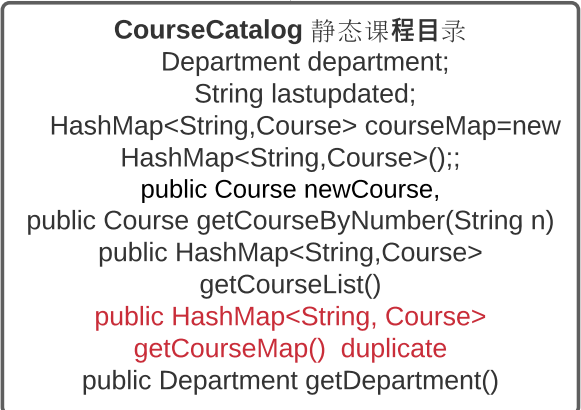 CourseCatalog 静态课程目录
Department department;
String lastupdated;
HashMap<String,Course> courseMap=new
HashMap<String,Course>();;
public Course newCourse,
public Course getCourseByNumber(String n)
public HashMap<String,Course>
getCourseList()
public HashMap<String, Course>
getCourseMap()  duplicate
public Department getDepartment()